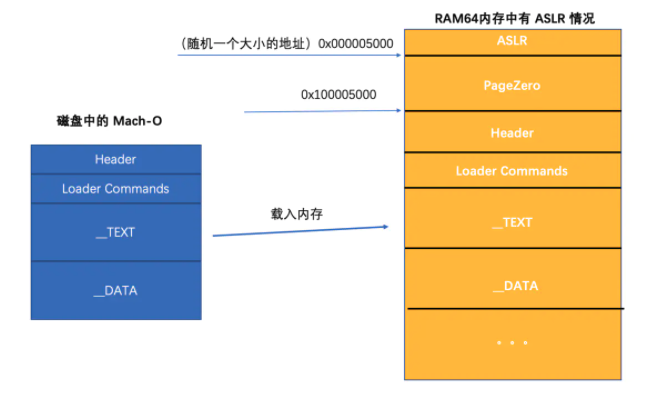 RAM64内存中有 ASLR 情况
（随机一个大小的地址）0x000005000
ASLR
PageZero
0x100005000
磁盘中的 Mach-O
Header
Header
Loader Commands
Loader Commands
载入内存
__TEXT
__TEXT
__DATA
__DATA
。。。